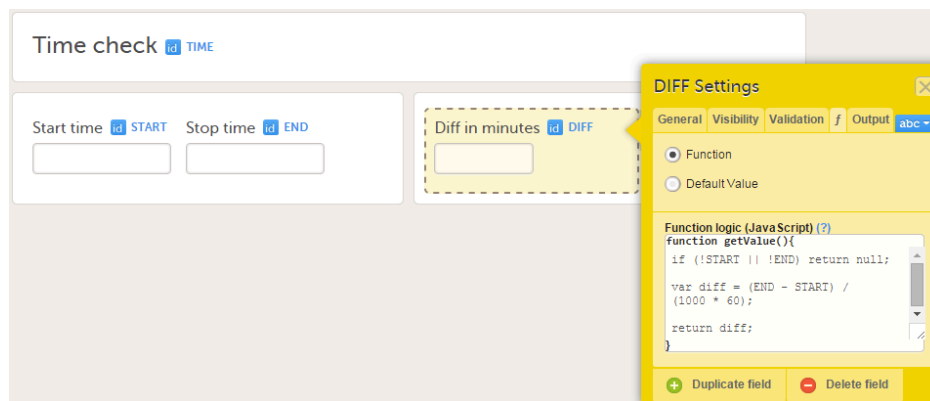 Time check id TIME
Start time id START Stop time id END
Diff in minutes id DIFF
DIFF Settings
General Visibility Validation f Output abc
Function
Default Value
Function logic (JavaScript) (?)
function getValue(){
if (!START || !END) return null;
var diff = (END - START) /
(1000 * 60);
return diff;
}
Duplicate field Delete field